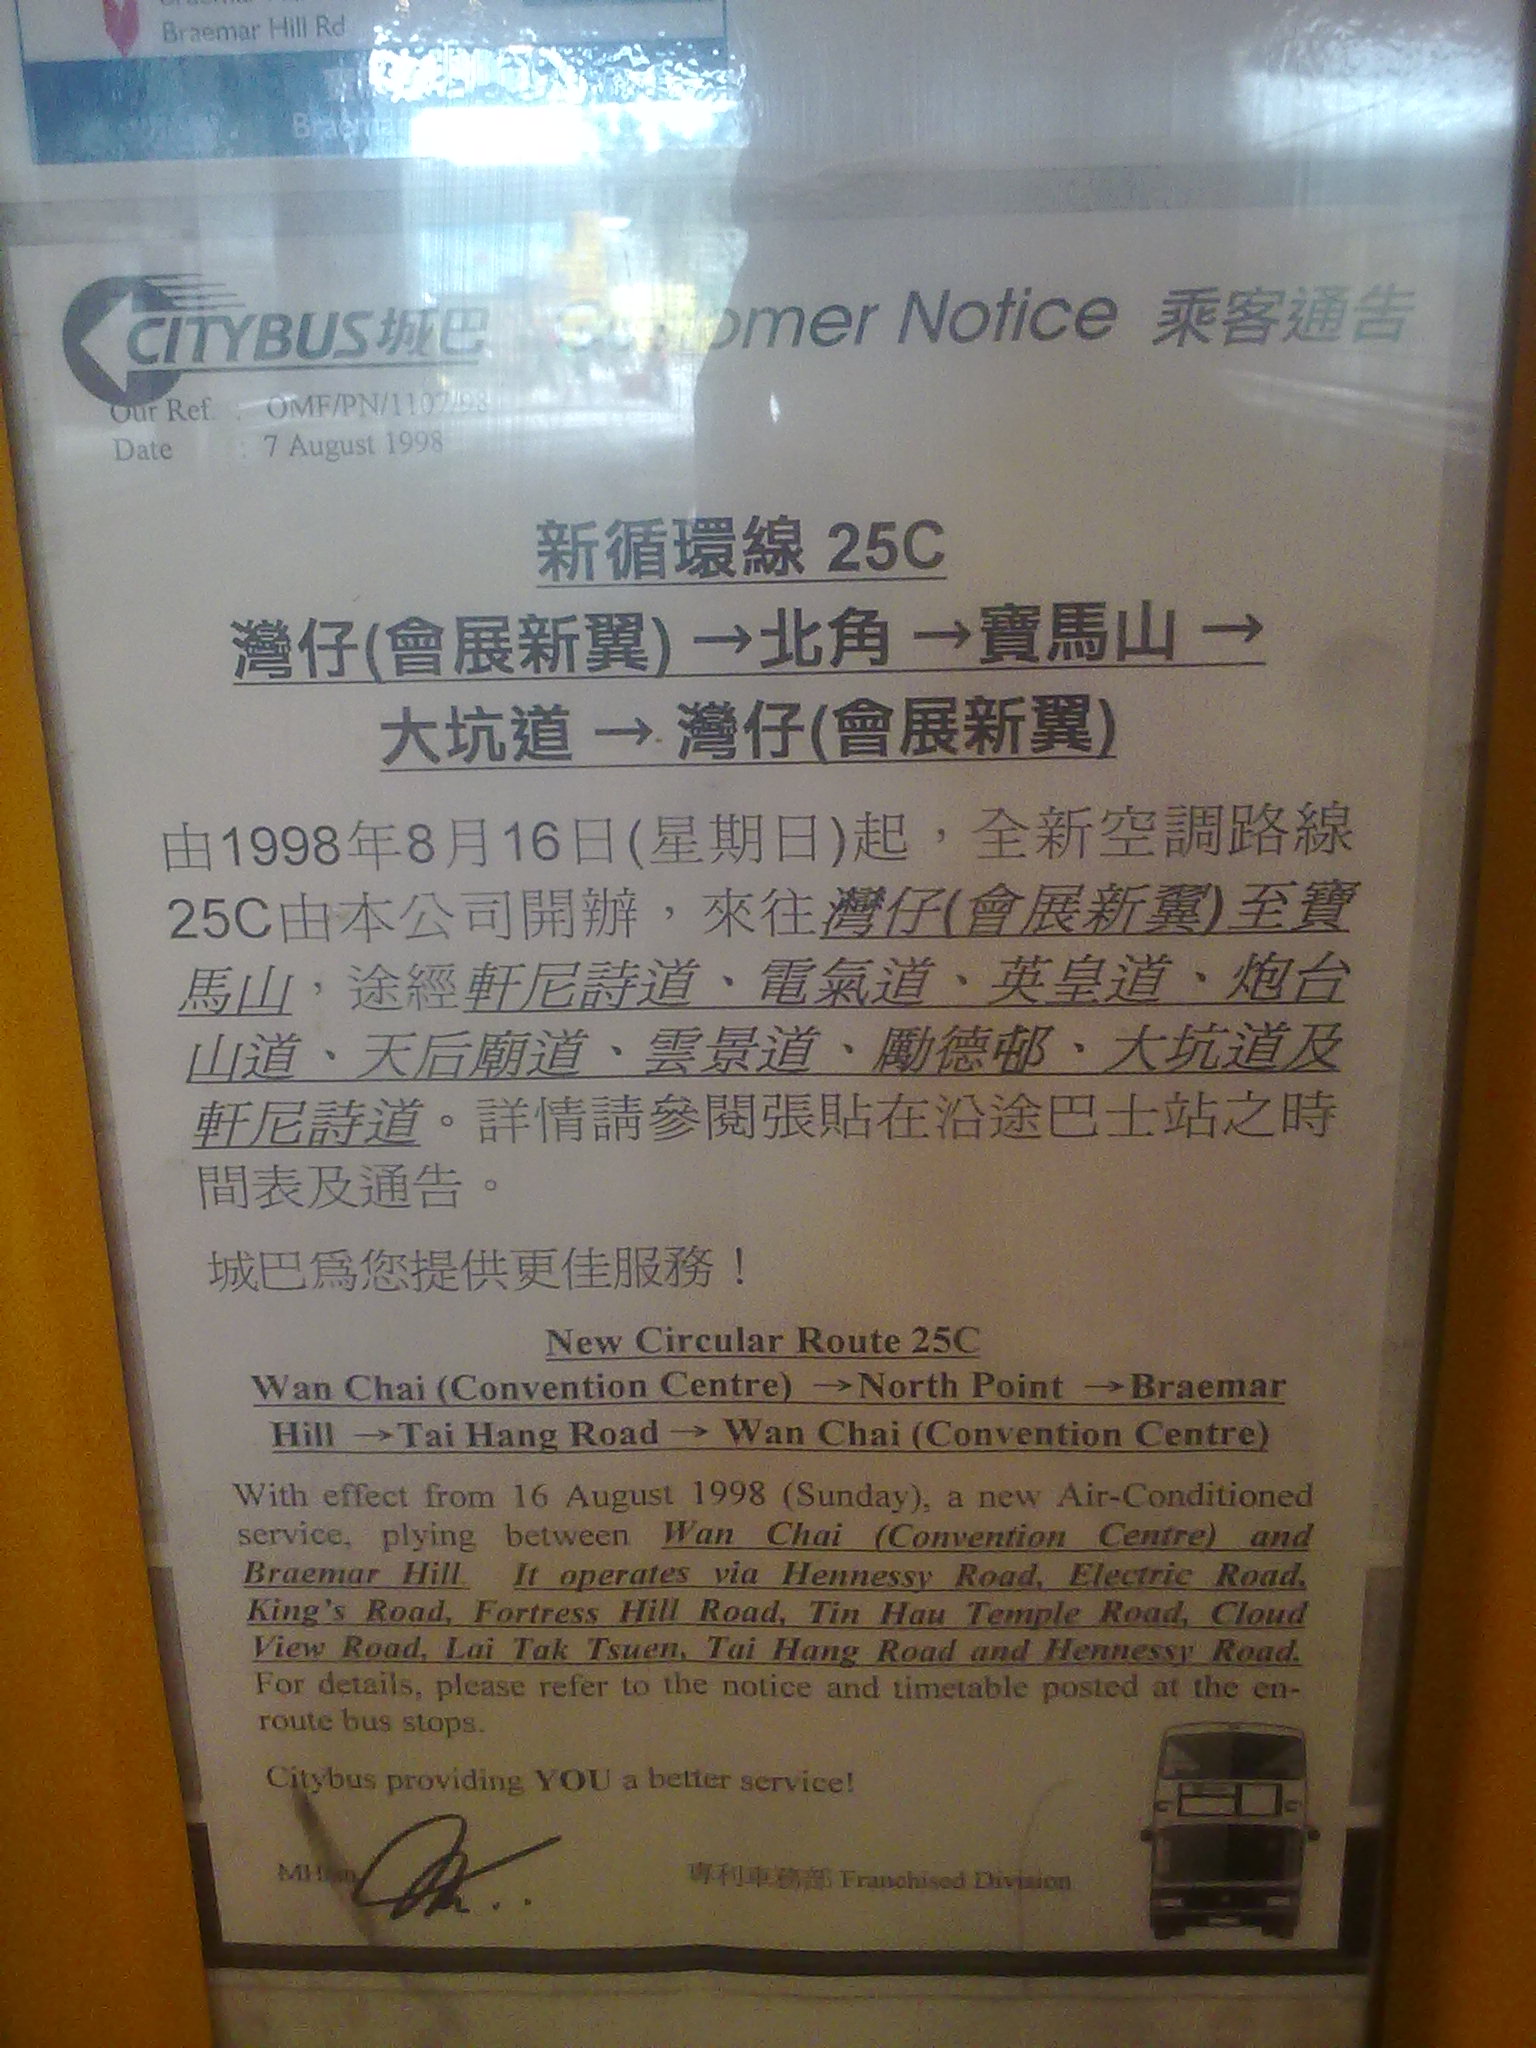 Braemar Hill Rd
CITYBUS城巴 Customer Notice 乘客通告
Our Ref. : OMF/PN/1107/98
Date : 7 August 1998
新循環線 25C
灣仔(會展新翼) →北角 →寶馬山 →
大坑道 → 灣仔(會展新翼)
由1998年8月16日(星期日)起，全新空調路線
25C由本公司開辦，來往灣仔(會展新翼)至寶
馬山，途經軒尼詩道、電氣道、英皇道、炮台
山道、天后廟道、雲景道、勵德邨、大坑道及
軒尼詩道。詳情請參閱張貼在沿途巴士站之時
間表及通告。
城巴爲您提供更佳服務！
New Circular Route 25C
Wan Chai (Convention Centre) →North Point →Braemar
Hill →Tai Hang Road → Wan Chai (Convention Centre)
With effect from 16 August 1998 (Sunday), a new Air-Conditioned
service, plying between Wan Chai (Convention Centre) and
Braemar Hill. It operates via Hennessy Road, Electric Road,
King's Road, Fortress Hill Road, Tin Hau Temple Road, Cloud
View Road, Lai Tak Tsuen, Tai Hang Road and Hennessy Road.
For details, please refer to the notice and timetable posted at the en-
route bus stops.
Citybus providing YOU a better service!
專利車務部 Franchised Division